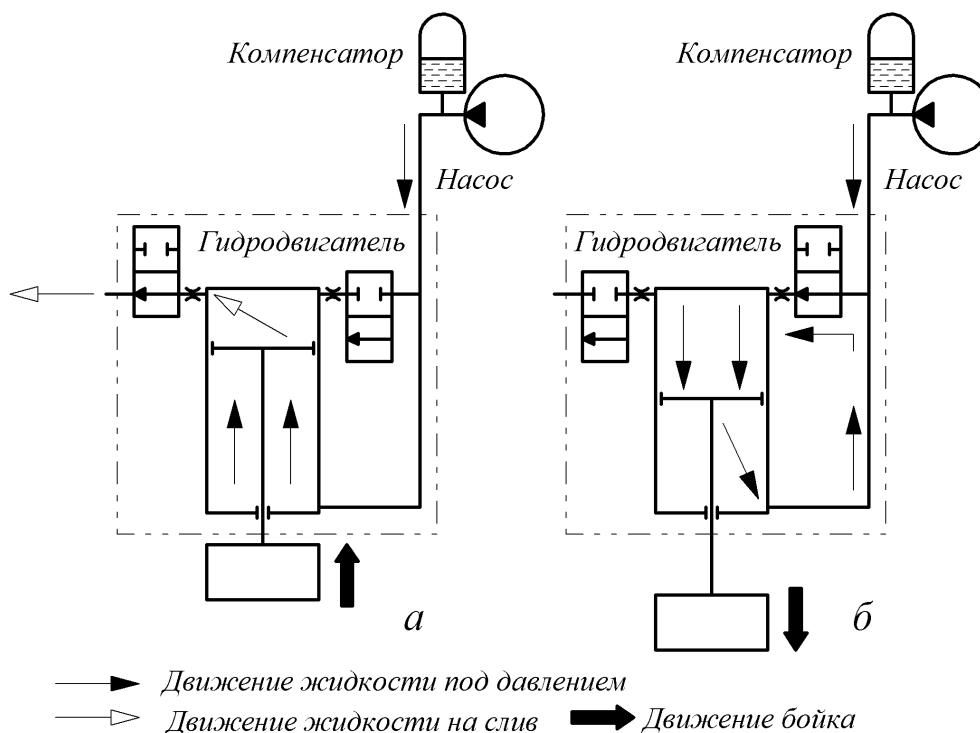 Компенсатор
Насос
Гидродвигатель
а
Компенсатор
Насос
Гидродвигатель
б
Движение жидкости под давлением
Движение жидкости на слив
Движение бойка